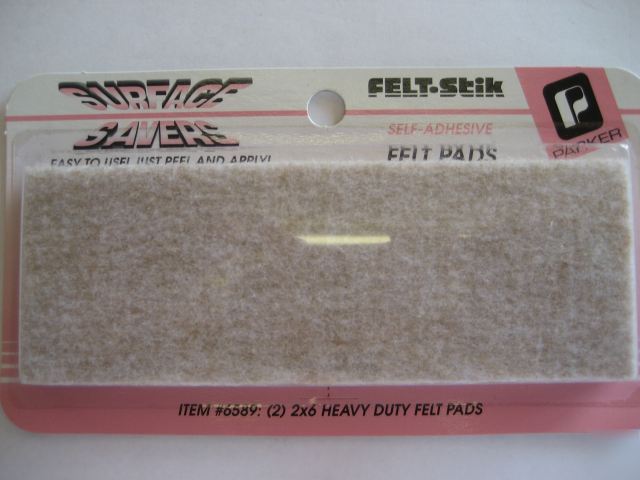 SURFACE
SAVERS
EASY TO USE! JUST PEEL AND APPLY!
FELT•Stik
SELF-ADHESIVE
FELT PADS
P
PARKER
ITEM #6589: (2) 2x6 HEAVY DUTY FELT PADS